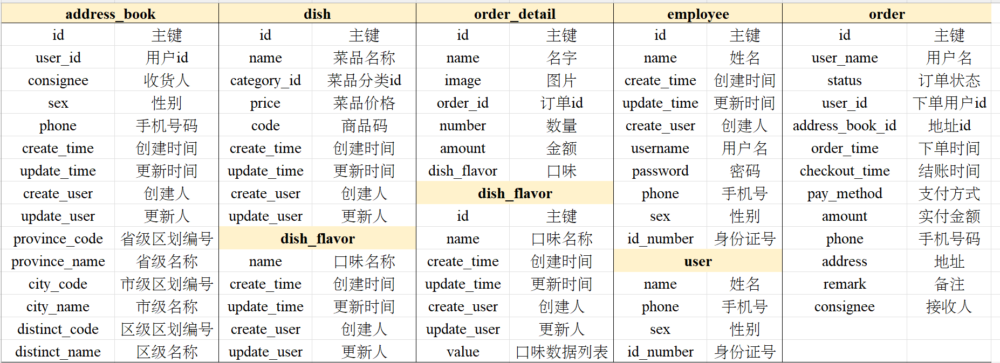 address_book dish order_detail employee order
id 主键 id 主键 id 主键 id 主键 id 主键
user_id 用户id name 菜品名称 name 名字 name 姓名 user_name 用户名
consignee 收货人 category_id 菜品分类id image 图片 create_time 创建时间 status 订单状态
sex 性别 price 菜品价格 order_id 订单id update_time 更新时间 user_id 下单用户id
phone 手机号码 code 商品码 number 数量 create_user 创建人 address_book_id 地址id
create_time 创建时间 create_time 创建时间 amount 金额 username 用户名 order_time 下单时间
update_time 更新时间 update_time 更新时间 dish_flavor 口味 password 密码 checkout_time 结账时间
create_user 创建人 create_user 创建人 dish_flavor phone 手机号 pay_method 支付方式
update_user 更新人 update_user 更新人 id 主键 sex 性别 amount 实付金额
province_code 省级区划编号 dish_flavor name 口味名称 id_number 身份证号 phone 手机号码
province_name 省级名称 name 口味名称 create_time 创建时间 user address 地址
city_code 市级区划编号 create_time 创建时间 update_time 更新时间 name 姓名 remark 备注
city_name 市级名称 update_time 更新时间 create_user 创建人 phone 手机号 consignee 接收人
distinct_code 区级区划编号 create_user 创建人 update_user 更新人 sex 性别
distinct_name 区级名称 update_user 更新人 value 口味数据列表 id_number 身份证号